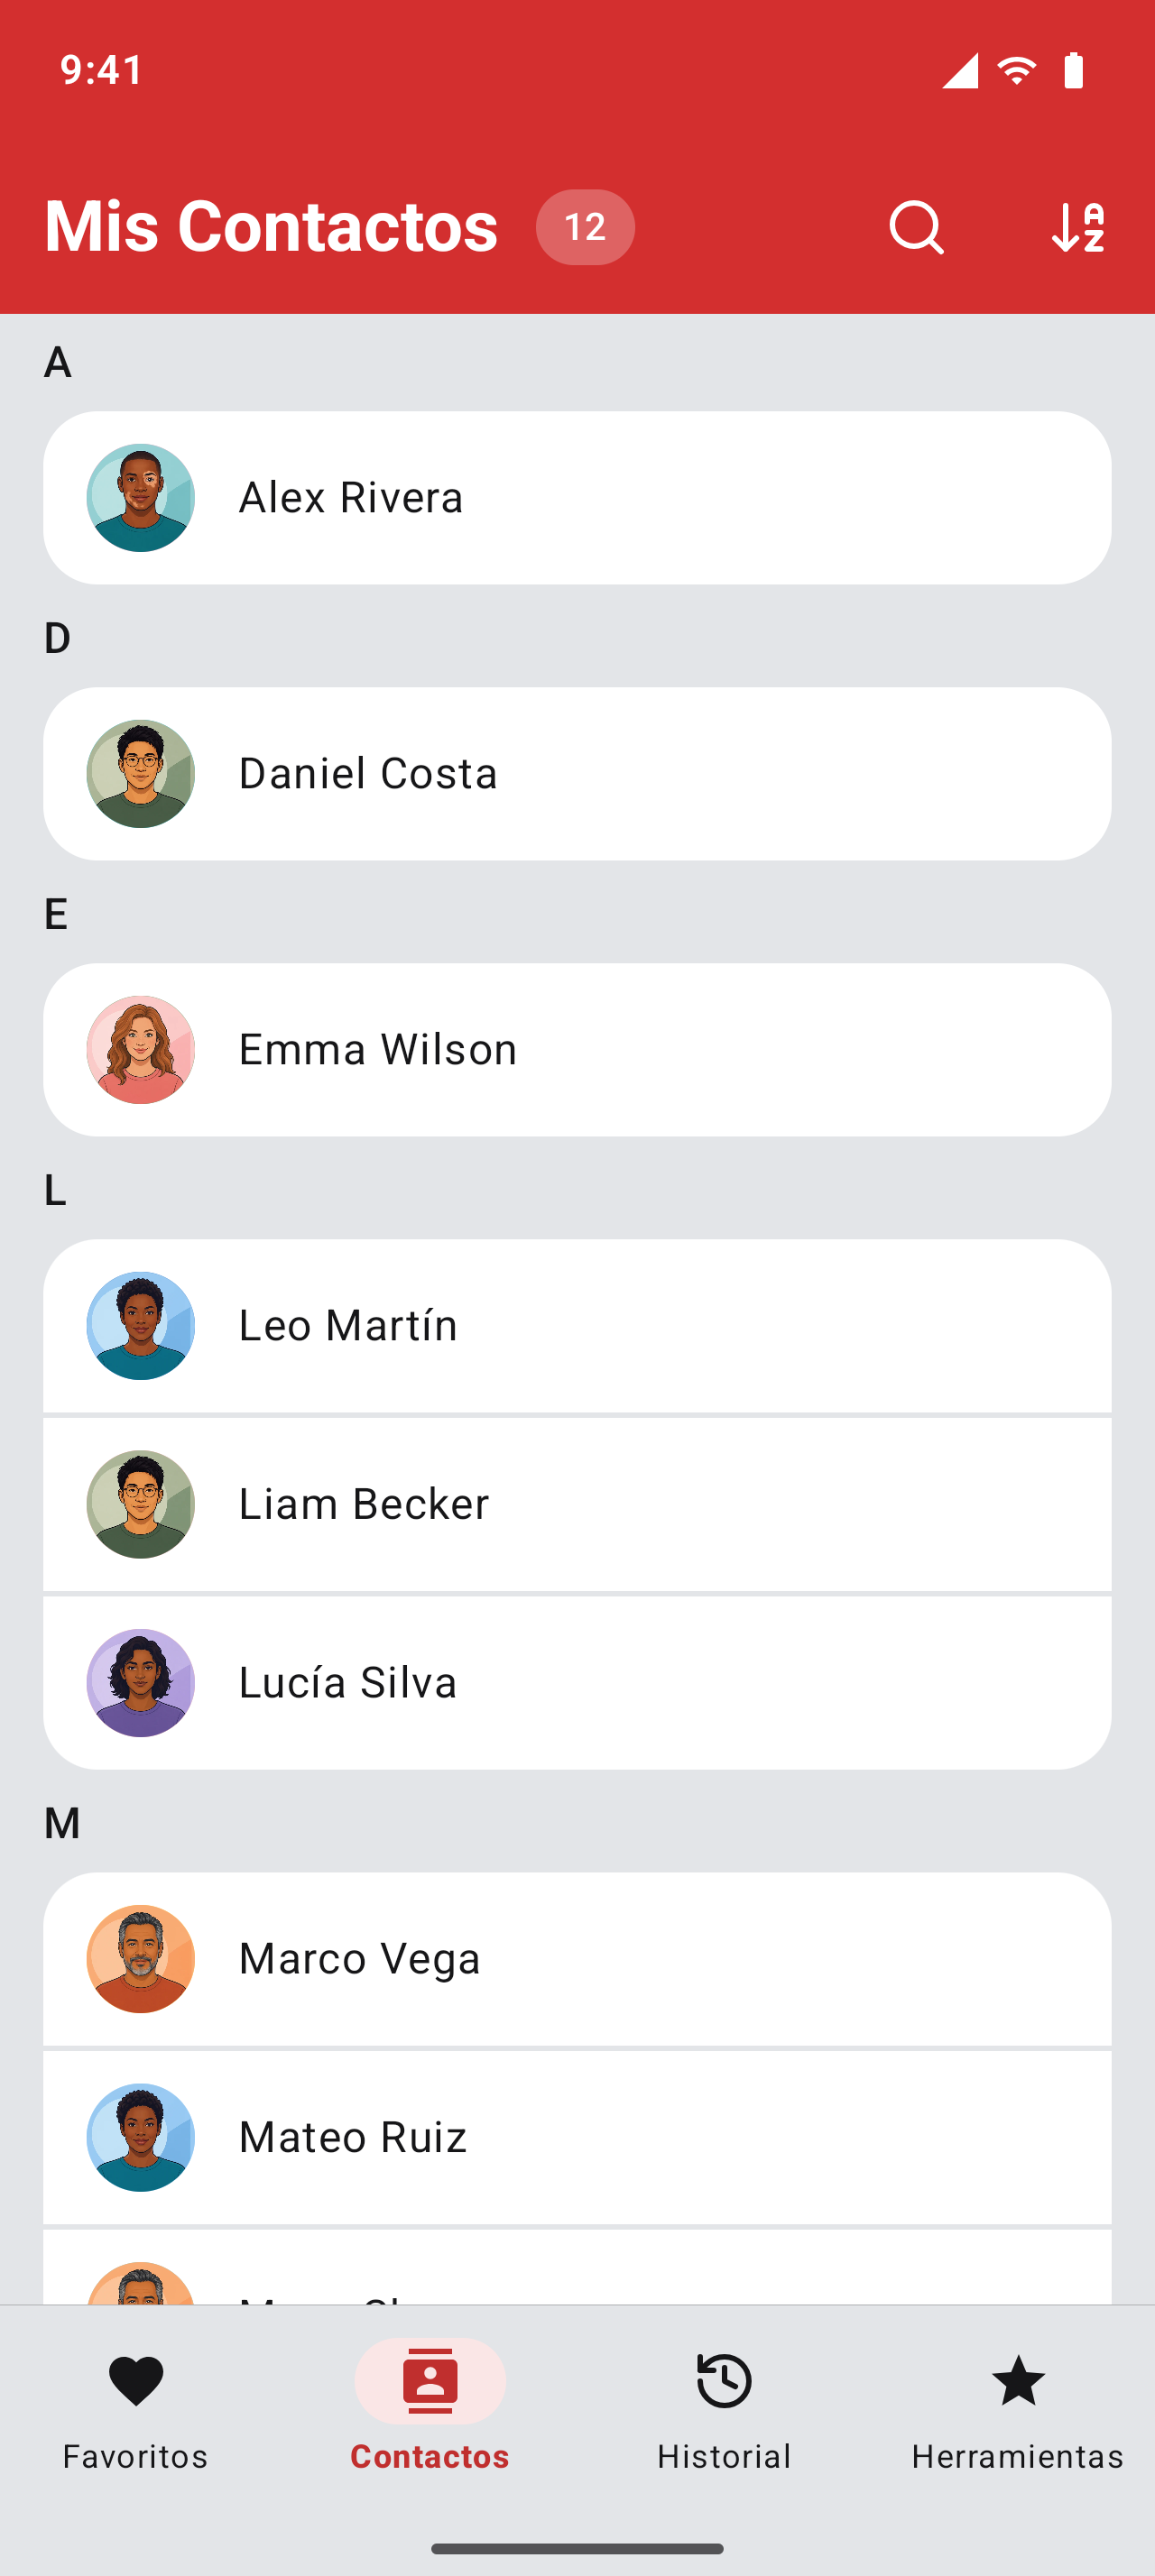 9:41
Mis Contactos 12
A
Alex Rivera
D
Daniel Costa
E
Emma Wilson
L
Leo Martín
Liam Becker
Lucía Silva
M
Marco Vega
Mateo Ruiz
Favoritos
Contactos
Historial
Herramientas